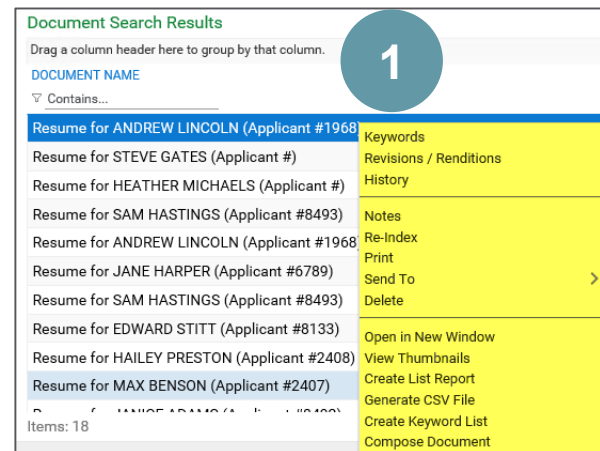 Document Search Results
Drag a column header here to group by that column.
1
DOCUMENT NAME
Contains...
Resume for ANDREW LINCOLN (Applicant #1968)
Resume for STEVE GATES (Applicant #)
Resume for HEATHER MICHAELS (Applicant #)
Resume for SAM HASTINGS (Applicant #8493)
Resume for ANDREW LINCOLN (Applicant #1968)
Resume for JANE HARPER (Applicant #6789)
Resume for SAM HASTINGS (Applicant #8493)
Resume for EDWARD STITT (Applicant #8133)
Resume for HAILEY PRESTON (Applicant #2408)
Resume for MAX BENSON (Applicant #2407)
Items: 18
Keywords
Revisions / Renditions
History
Notes
Re-Index
Print
Send To
Delete
Open in New Window
View Thumbnails
Create List Report
Generate CSV File
Create Keyword List
Compose Document